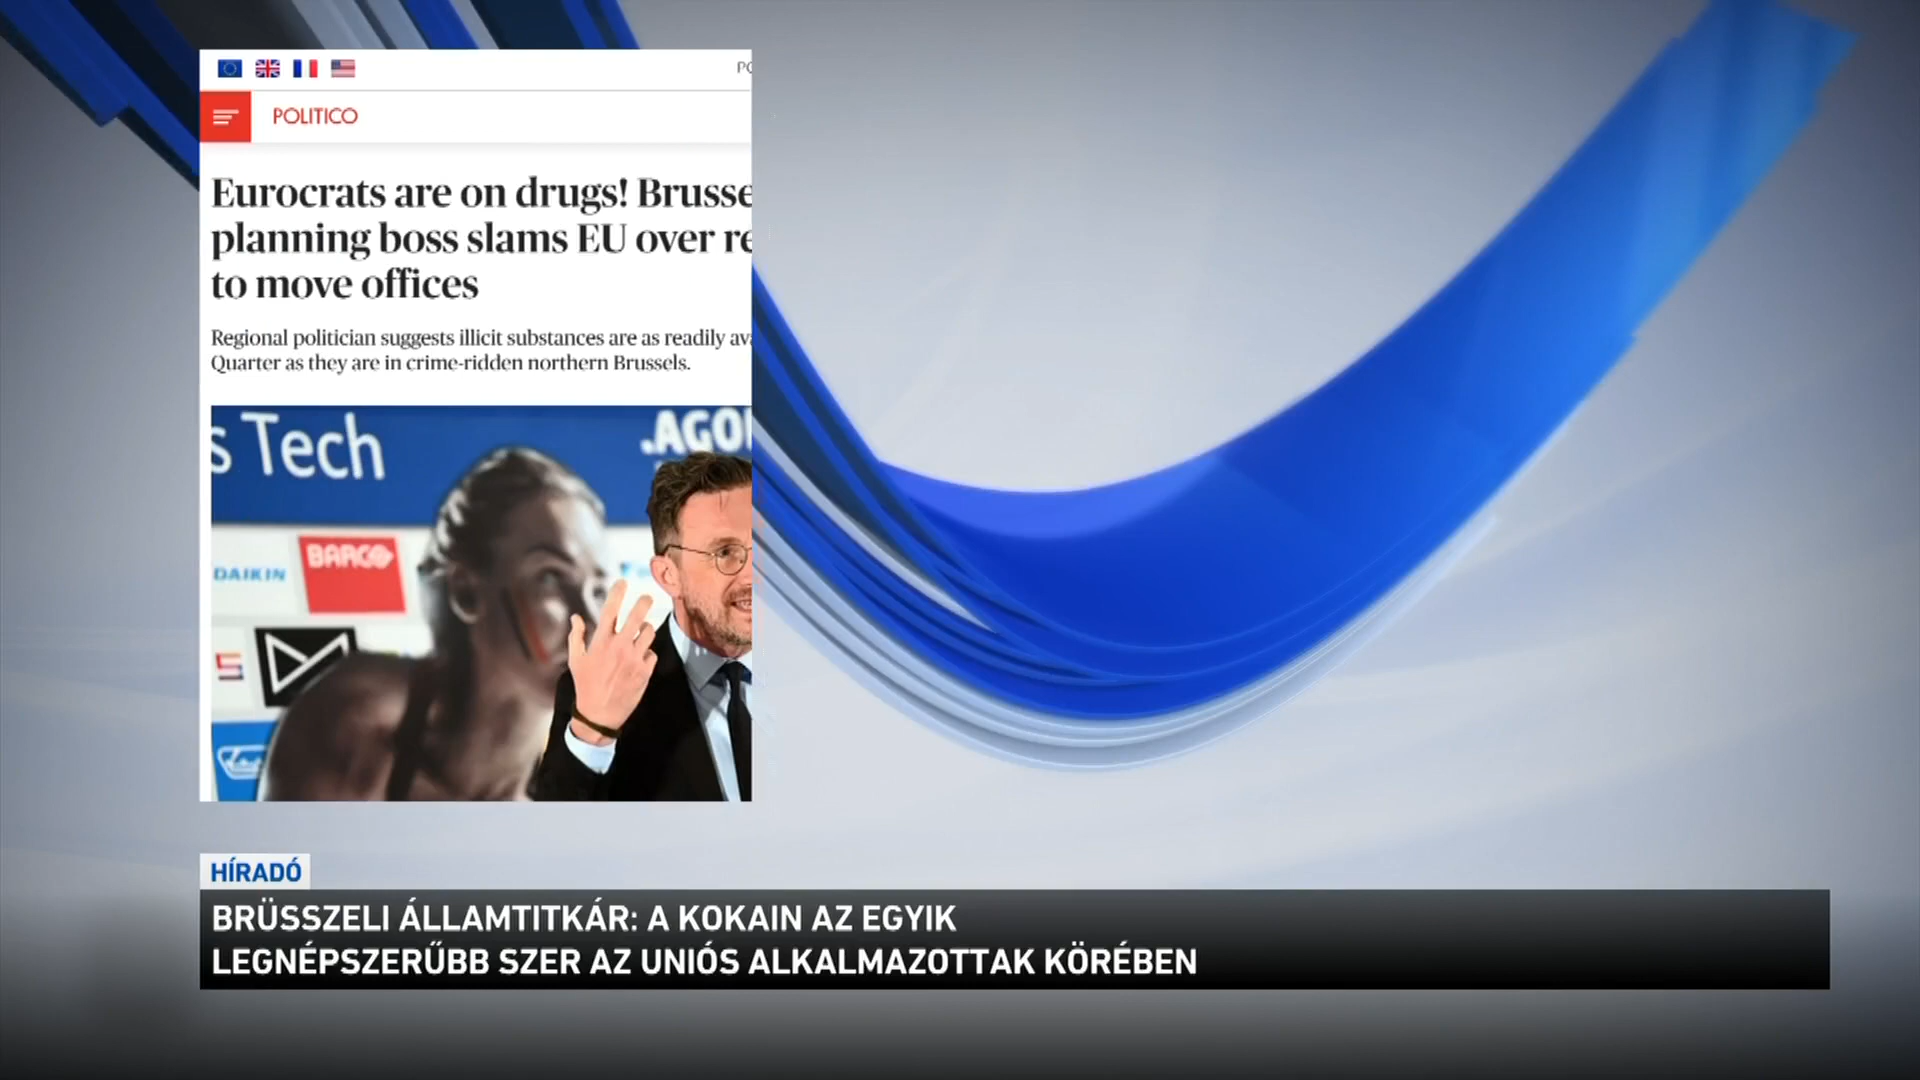 POLITICO
Eurocrats are on drugs! Brusse
planning boss slams EU over re
to move offices
Regional politician suggests illicit substances are as readily ava
Quarter as they are in crime-ridden northern Brussels.
s Tech
.AGO
DAIKIN
BARCO
HÍRADÓ
BRÜSSZELI ÁLLAMTITKÁR: A KOKAIN AZ EGYIK
LEGNÉPSZERŰBB SZER AZ UNIÓS ALKALMAZOTTAK KÖRÉBEN